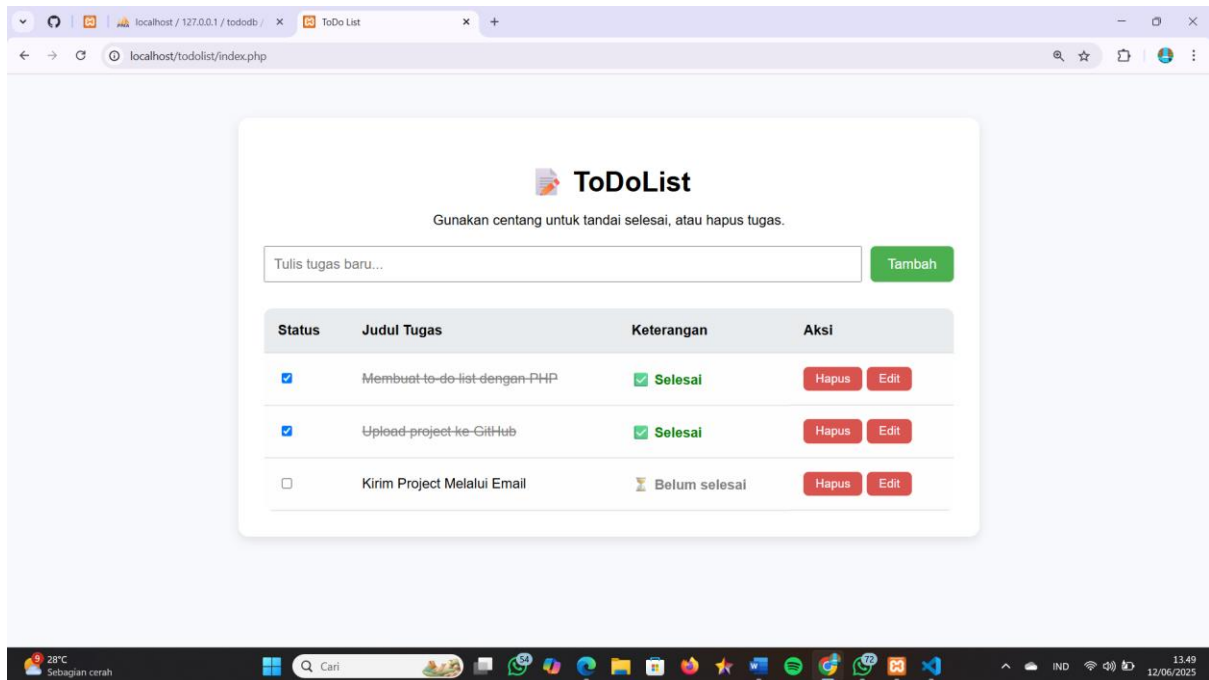 localhost / 127.0.0.1 / tododb /
ToDo List
localhost/todolist/index.php
ToDoList
Gunakan centang untuk tandai selesai, atau hapus tugas.
Tulis tugas baru... Tambah
Status Judul Tugas Keterangan Aksi
Membuat to-do list dengan PHP Selesai Hapus Edit
Upload project ke GitHub Selesai Hapus Edit
Kirim Project Melalui Email Belum selesai Hapus Edit
9 28°C
Sebagian cerah
Cari
54
72
IND
13.49
12/06/2025